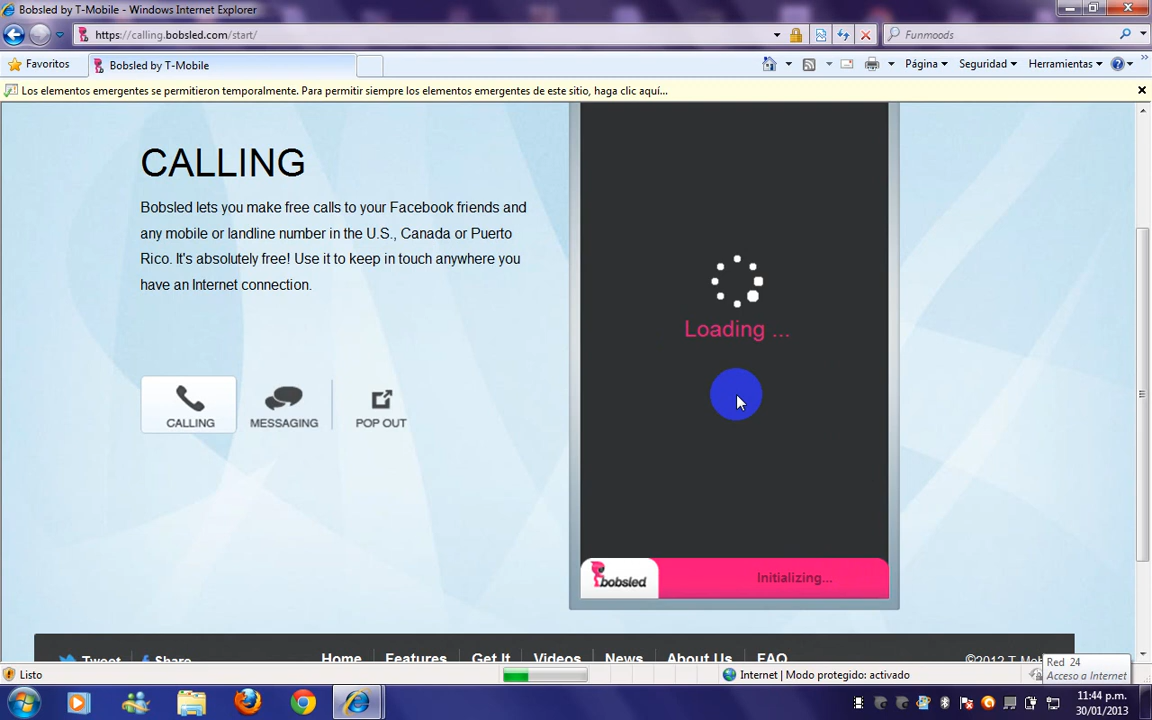 Bobsled by T-Mobile - Windows Internet Explorer
https://calling.bobsled.com/start/
Funmoods
Favoritos
Bobsled by T-Mobile
Página
Seguridad
Herramientas
Los elementos emergentes se permitieron temporalmente. Para permitir siempre los elementos emergentes de este sitio, haga clic aquí...
CALLING
Bobsled lets you make free calls to your Facebook friends and
any mobile or landline number in the U.S., Canada or Puerto
Rico. It's absolutely free! Use it to keep in touch anywhere you
have an Internet connection.
Loading ...
CALLING
MESSAGING
POP OUT
bobsled
Initializing...
Tweet
Share
Home
Features
Get It
Videos
News
About Us
FAQ
©2012 T-Mob
Red 24
Acceso a Internet
Listo
Internet | Modo protegido: activado
11:44 p.m.
30/01/2013